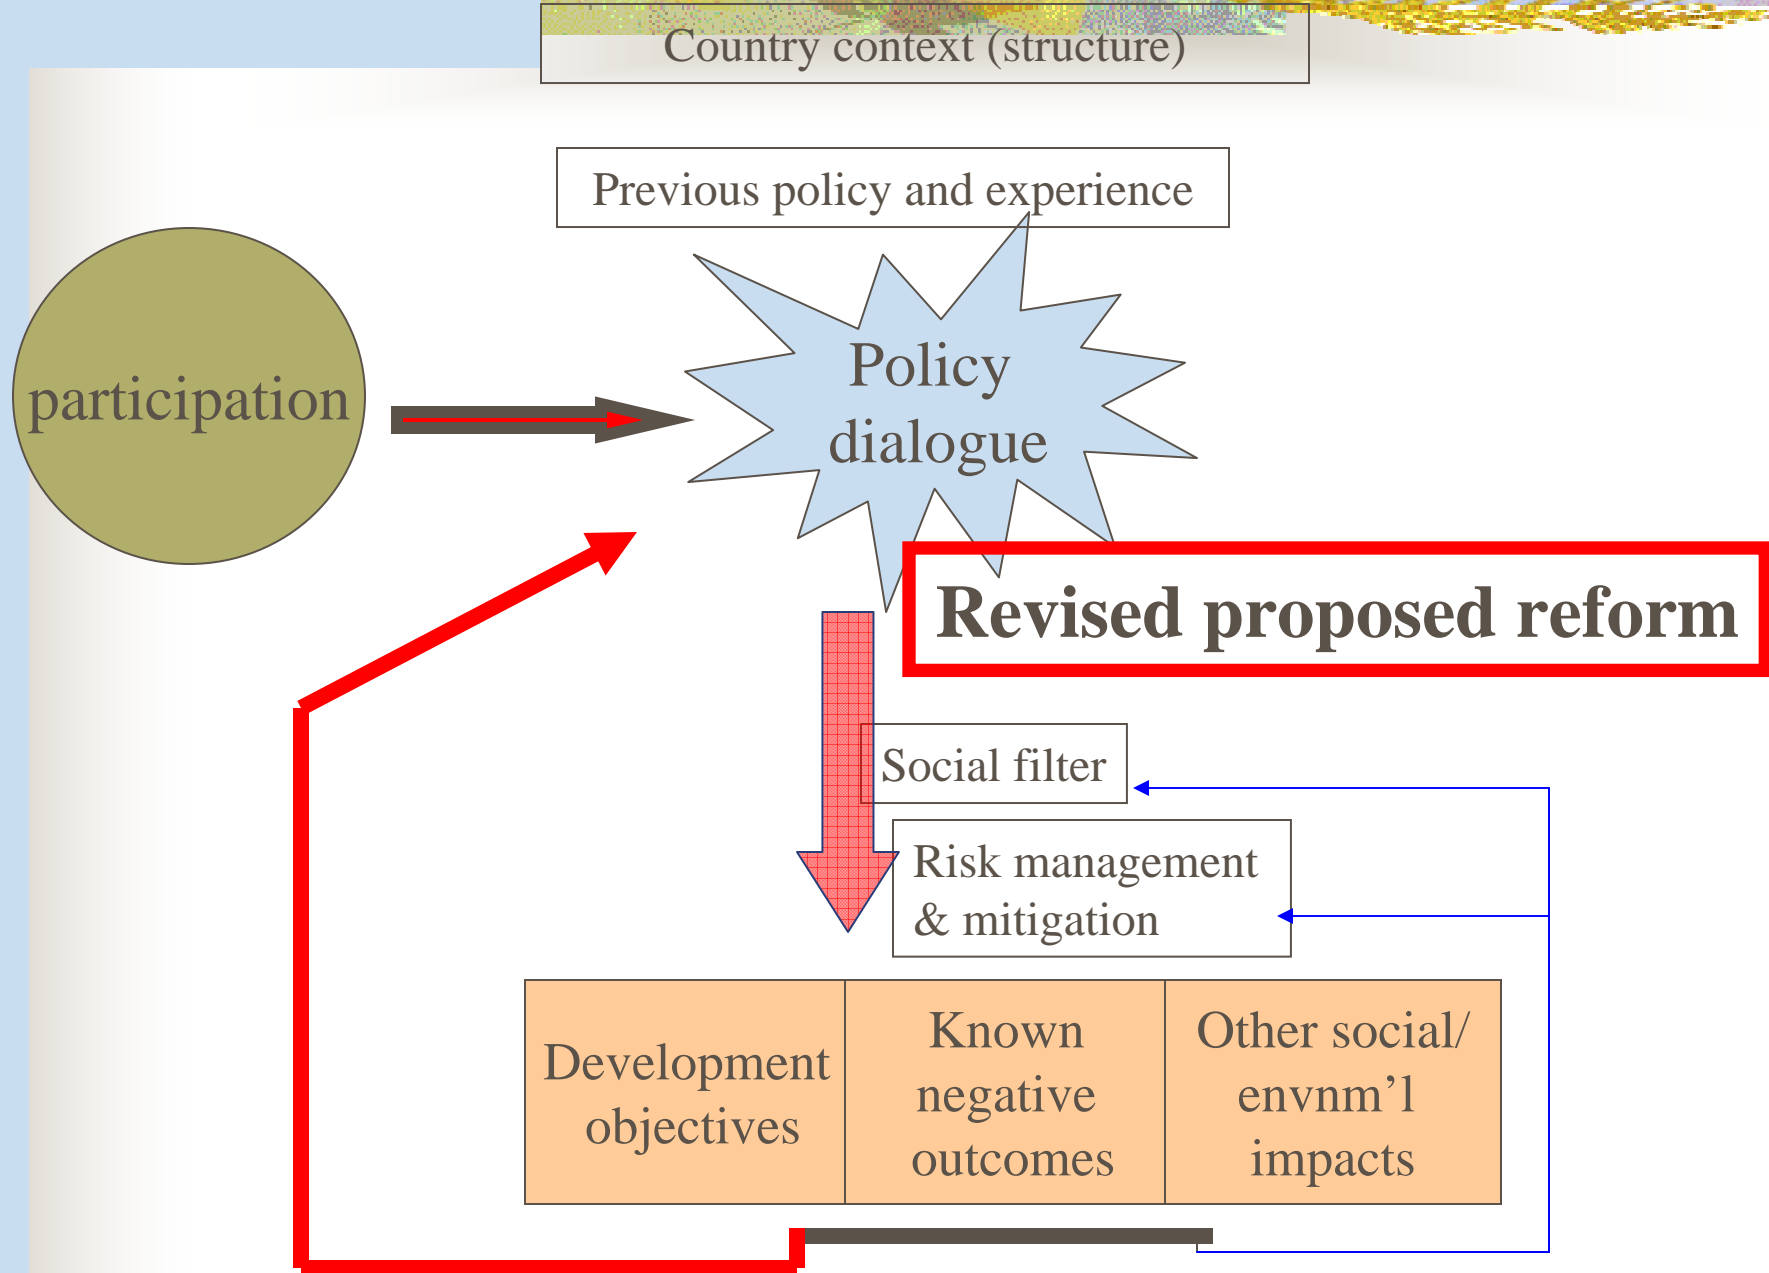 Country context (structure)
Previous policy and experience
participation
Policy
dialogue
Revised proposed reform
Social filter
Risk management
& mitigation
Development
objectives
Known
negative
outcomes
Other social/
envnm’l
impacts